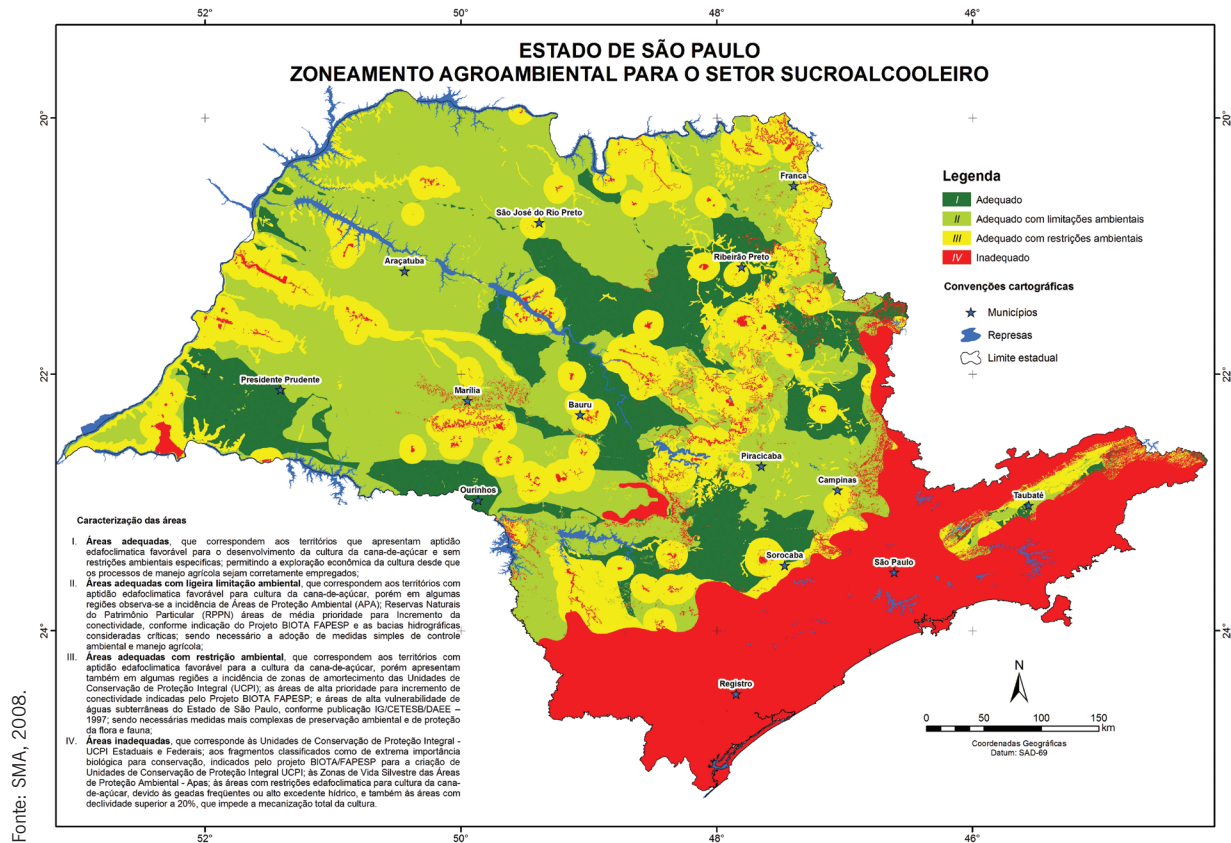 52°
50°
48°
46°
ESTADO DE SÃO PAULO
ZONEAMENTO AGROAMBIENTAL PARA O SETOR SUCROALCOOLEIRO
20°
20°
Legenda
I Adequado
II Adequado com limitações ambientais
III Adequado com restrições ambientais
IV Inadequado
Convenções cartográficas
Municípios
Represas
Limite estadual
Franca
São José do Rio Preto
Ribeirão Preto
Araçatuba
22°
22°
Presidente Prudente
Marília
Bauru
Piracicaba
Campinas
Ourinhos
Taubaté
Sorocaba
São Paulo
24°
24°
Registro
Caracterização das áreas
I. Áreas adequadas, que correspondem aos territórios que apresentam aptidão
edafoclimatica favorável para o desenvolvimento da cultura da cana-de-açúcar e sem
restrições ambientais especificas; permitindo a exploração econômica da cultura desde que
os processos de manejo agrícola sejam corretamente empregados;
II. Áreas adequadas com ligeira limitação ambiental, que correspondem aos territórios com
aptidão edafoclimatica favorável para cultura da cana-de-açúcar, porém em algumas
regiões observa-se a incidência de Áreas de Proteção Ambiental (APA); Reservas Naturais
do Patrimônio Particular (RPPN) áreas de média prioridade para Incremento da
conectividade, conforme indicação do Projeto BIOTA FAPESP e as bacias hidrográficas
consideradas críticas; sendo necessário a adoção de medidas simples de controle
ambiental e manejo agrícola;
III. Áreas adequadas com restrição ambiental, que correspondem aos territórios com
aptidão edafoclimatica favorável para a cultura da cana-de-açúcar, porém apresentam
também em algumas regiões a incidência de zonas de amortecimento das Unidades de
Conservação de Proteção Integral (UCPI); as áreas de alta prioridade para incremento de
conectividade indicadas pelo Projeto BIOTA FAPESP; e áreas de alta vulnerabilidade de
águas subterrâneas do Estado de São Paulo, conforme publicação IG/CETESB/DAEE –
1997; sendo necessárias medidas mais complexas de preservação ambiental e de proteção
da flora e fauna;
IV. Áreas inadequadas, que corresponde às Unidades de Conservação de Proteção Integral -
UCPI Estaduais e Federais; aos fragmentos classificados como de extrema importância
biológica para conservação, indicados pelo projeto BIOTA/FAPESP para a criação de
Unidades de Conservação de Proteção Integral UCPI; às Zonas de Vida Silvestre das Áreas
de Proteção Ambiental - Apas; às áreas com restrições edafoclimatica para cultura da cana-
de-açúcar, devido às geadas freqüentes ou alto excedente hídrico, e também às áreas com
declividade superior a 20%, que impede a mecanização total da cultura.
N
0 25 50 100 150
km
Coordenadas Geográficas
Datum: SAD-69
52°
50°
48°
46°
Fonte: SMA, 2008.